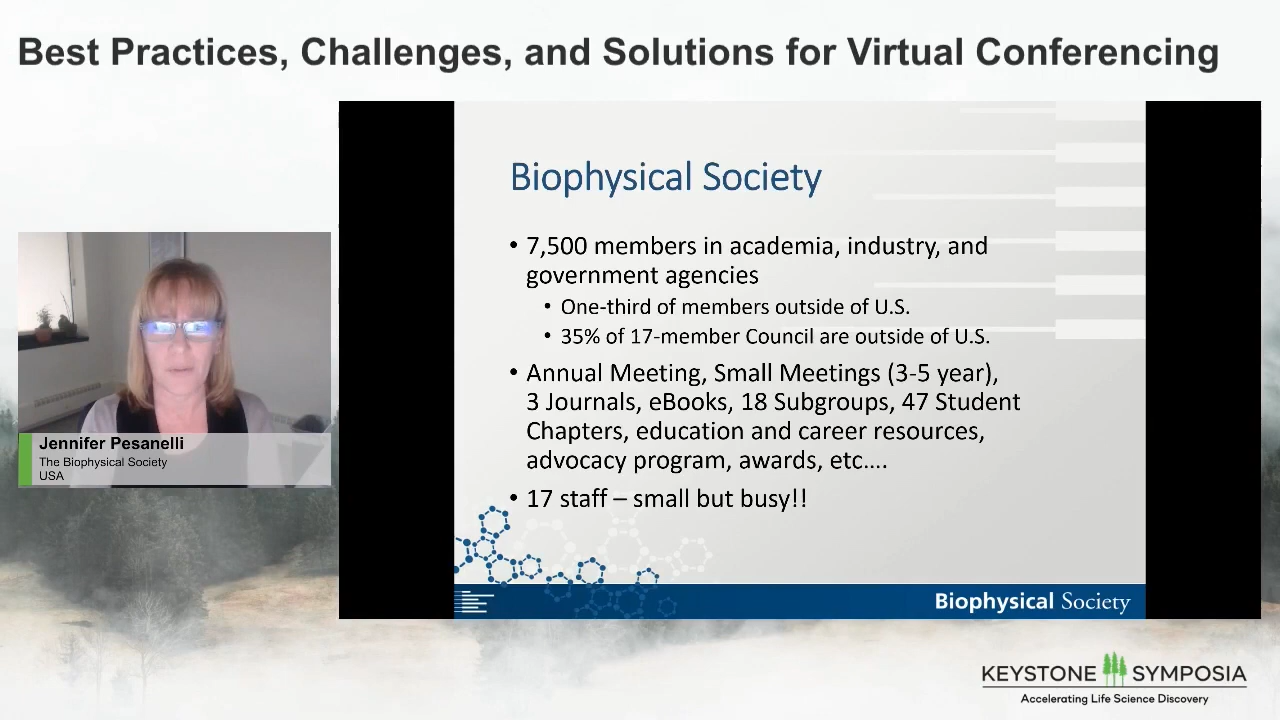 Best Practices, Challenges, and Solutions for Virtual Conferencing
Biophysical Society
• 7,500 members in academia, industry, and
government agencies
• One-third of members outside of U.S.
• 35% of 17-member Council are outside of U.S.
• Annual Meeting, Small Meetings (3-5 year),
3 Journals, eBooks, 18 Subgroups, 47 Student
Chapters, education and career resources,
advocacy program, awards, etc....
• 17 staff – small but busy!!
Biophysical Society
Jennifer Pesanelli
The Biophysical Society
USA
KEYSTONE SYMPOSIA
Accelerating Life Science Discovery